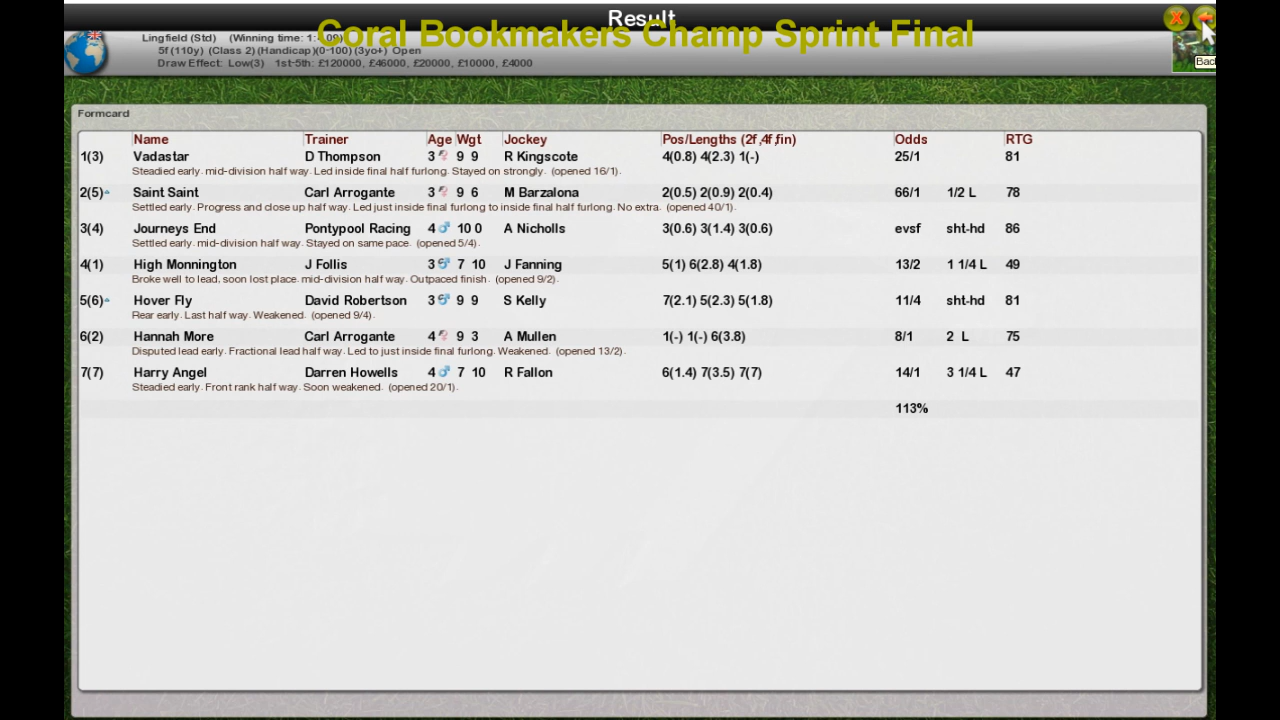 Result
Coral Bookmakers Champ Sprint Final
Lingfield (Std) (Winning time: 1:
5f(110y) (Class 2)(Handicap)(0-100)(3yo+) Open
Draw Effect: Low(3) 1st-5th: £120000, £46000, £20000, £10000, £4000
Formcard
Name Trainer Age Wgt Jockey Pos/Lengths (2f,4f,fin) Odds RTG
1(3) Vadastar D Thompson 3 9 9 R Kingscote 4(0.8) 4(2.3) 1(-) 25/1 81
Steadied early. mid-division half way. Led inside final half furlong. Stayed on strongly. (opened 16/1).
2(5) Saint Saint Carl Arrogante 3 9 6 M Barzalona 2(0.5) 2(0.9) 2(0.4) 66/1 1/2 L 78
Settled early. Progress and close up half way. Led just inside final furlong to inside final half furlong. No extra. (opened 40/1).
3(4) Journeys End Pontypool Racing 4 10 0 A Nicholls 3(0.6) 3(1.4) 3(0.6) evsf sht-hd 86
Settled early. mid-division half way. Stayed on same pace. (opened 5/4).
4(1) High Monnington J Follis 3 7 10 J Fanning 5(1) 6(2.8) 4(1.8) 13/2 1 1/4 L 49
Broke well to lead, soon lost place. mid-division half way. Outpaced finish. (opened 9/2).
5(6) Hover Fly David Robertson 3 9 9 S Kelly 7(2.1) 5(2.3) 5(1.8) 11/4 sht-hd 81
Rear early. Last half way. Weakened. (opened 9/4).
6(2) Hannah More Carl Arrogante 4 9 3 A Mullen 1(-) 1(-) 6(3.8) 8/1 2 L 75
Disputed lead early. Fractional lead half way. Led to just inside final furlong. Weakened. (opened 13/2).
7(7) Harry Angel Darren Howells 4 7 10 R Fallon 6(1.4) 7(3.5) 7(7) 14/1 3 1/4 L 47
Steadied early. Front rank half way. Soon weakened. (opened 20/1).
113%